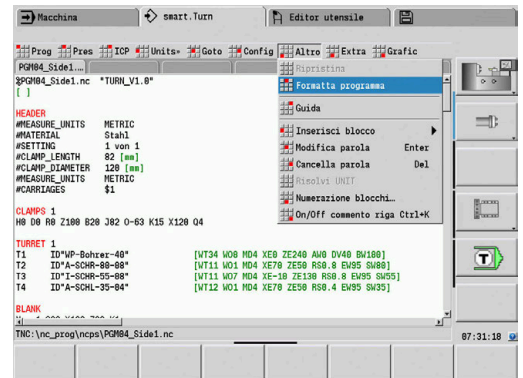 Macchina smart.Turn Editor utensile
Prog Pres ICP Units» Goto Config Altro Extra Grafic
PGM04_Side1....
%PGM04_Side1.nc "TURN_V1.0"
[ ]
HEADER
#MEASURE_UNITS METRIC
#MATERIAL Stahl
#SETTING 1 von 1
#CLAMP_LENGTH 82 [mm]
#CLAMP_DIAMETER 120 [mm]
#MEASURE_UNITS METRIC
#CARRIAGES $1
CLAMPS 1
H0 D0 R0 Z100 B20 J02 O-63 K15 X120 Q4
TURRET 1
T1 ID"WP-Bohrer-40" [WT34 WO0 MD4 XE0 ZE240 AW0 DV40 BW180]
T2 ID"A-SCHR-80-08" [WT11 WO1 MD4 XE70 ZE50 RS0.8 EW95 SW80]
T3 ID"I-SCHR-55-08" [WT11 WO7 MD4 XE-10 ZE130 RS0.8 EW95 SW55]
T4 ID"A-SCHL-35-04" [WT12 WO1 MD4 XE70 ZE50 RS0.4 EW95 SW35]
BLANK
Ripristina
Formatta programma
Guida
Inserisci blocco
Modifica parola Enter
Cancella parola Del
Risolvi UNIT
Numerazione blocchi…
On/Off commento riga Ctrl+K
T
TNC:\nc_prog\ncps\PGM04_Side1.nc
07:31:18